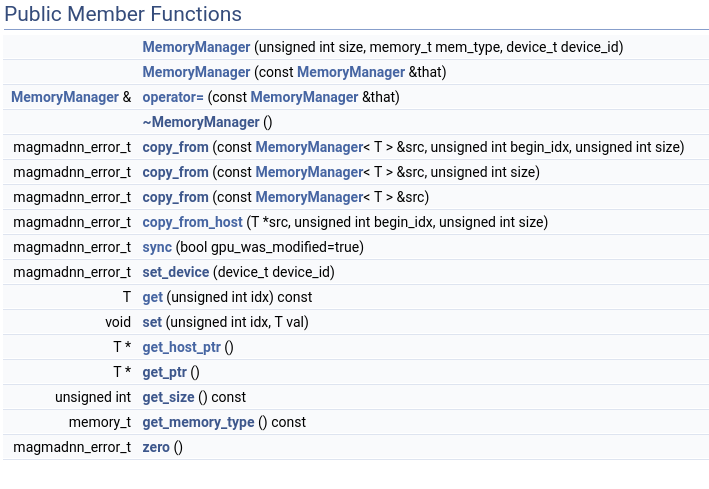 Public Member Functions
MemoryManager (unsigned int size, memory_t mem_type, device_t device_id)
MemoryManager (const MemoryManager &that)
MemoryManager & operator= (const MemoryManager &that)
~MemoryManager ()
magmadnn_error_t copy_from (const MemoryManager< T > &src, unsigned int begin_idx, unsigned int size)
magmadnn_error_t copy_from (const MemoryManager< T > &src, unsigned int size)
magmadnn_error_t copy_from (const MemoryManager< T > &src)
magmadnn_error_t copy_from_host (T *src, unsigned int begin_idx, unsigned int size)
magmadnn_error_t sync (bool gpu_was_modified=true)
magmadnn_error_t set_device (device_t device_id)
T get (unsigned int idx) const
void set (unsigned int idx, T val)
T * get_host_ptr ()
T * get_ptr ()
unsigned int get_size () const
memory_t get_memory_type () const
magmadnn_error_t zero ()